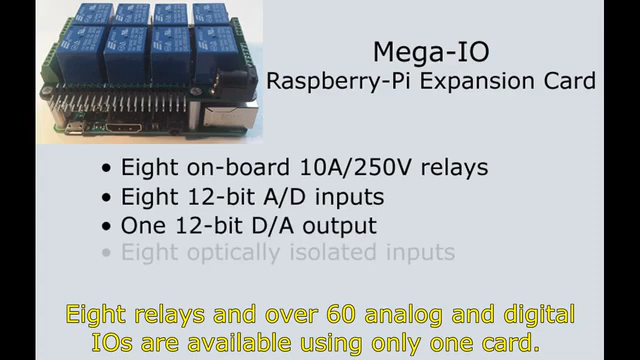 Mega-IO
Raspberry-Pi Expansion Card
• Eight on-board 10A/250V relays
• Eight 12-bit A/D inputs
• One 12-bit D/A output
• Eight optically isolated inputs
Eight relays and over 60 analog and digital
IOs are available using only one card.